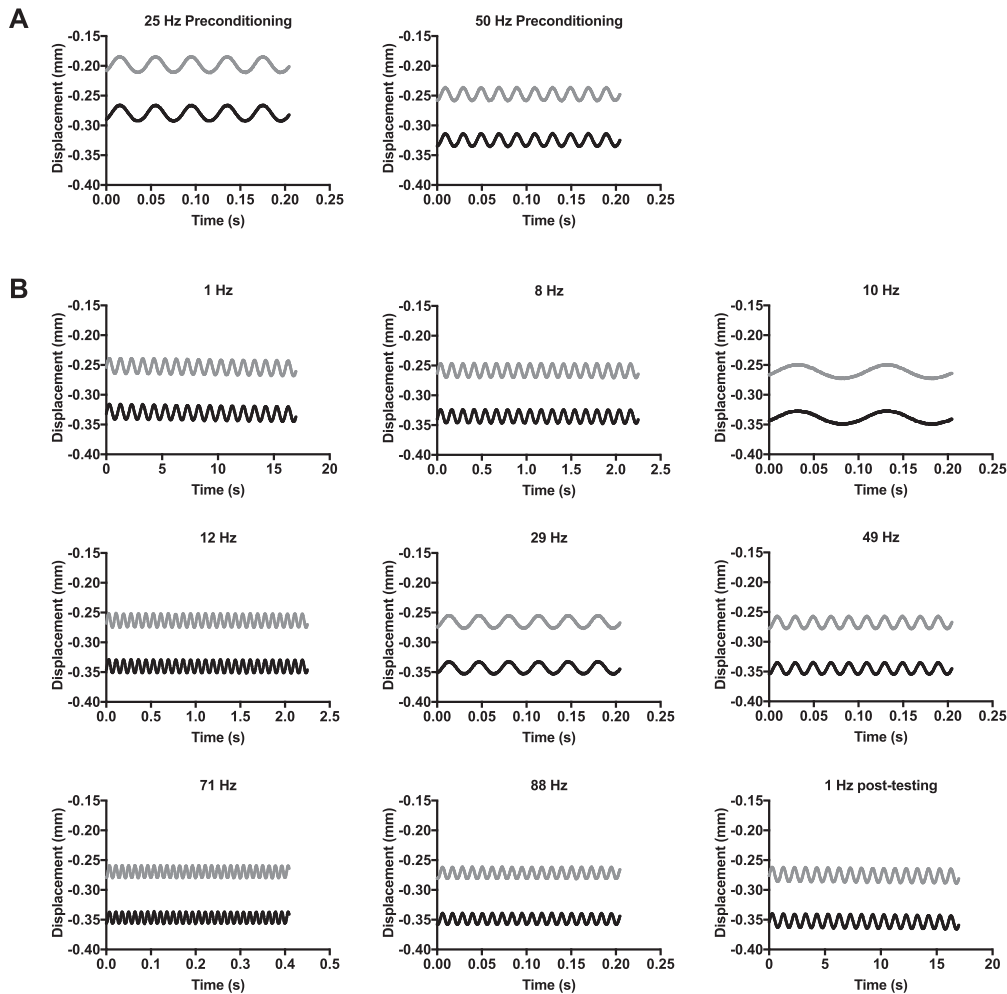 A
25 Hz Preconditioning
50 Hz Preconditioning
Displacement (mm)
-0.15
-0.20
-0.25
-0.30
-0.35
-0.40
0.00 0.05 0.10 0.15 0.20 0.25
Time (s)
Displacement (mm)
-0.15
-0.20
-0.25
-0.30
-0.35
-0.40
0.00 0.05 0.10 0.15 0.20 0.25
Time (s)
B
1 Hz
8 Hz
10 Hz
Displacement (mm)
-0.15
-0.20
-0.25
-0.30
-0.35
-0.40
0 5 10 15 20
Time (s)
Displacement (mm)
-0.15
-0.20
-0.25
-0.30
-0.35
-0.40
0.0 0.5 1.0 1.5 2.0 2.5
Time (s)
Displacement (mm)
-0.15
-0.20
-0.25
-0.30
-0.35
-0.40
0.00 0.05 0.10 0.15 0.20 0.25
Time (s)
12 Hz
29 Hz
49 Hz
Displacement (mm)
-0.15
-0.20
-0.25
-0.30
-0.35
-0.40
0.0 0.5 1.0 1.5 2.0 2.5
Time (s)
Displacement (mm)
-0.15
-0.20
-0.25
-0.30
-0.35
-0.40
0.00 0.05 0.10 0.15 0.20 0.25
Time (s)
Displacement (mm)
-0.15
-0.20
-0.25
-0.30
-0.35
-0.40
0.00 0.05 0.10 0.15 0.20 0.25
Time (s)
71 Hz
88 Hz
1 Hz post-testing
Displacement (mm)
-0.15
-0.20
-0.25
-0.30
-0.35
-0.40
0.0 0.1 0.2 0.3 0.4 0.5
Time (s)
Displacement (mm)
-0.15
-0.20
-0.25
-0.30
-0.35
-0.40
0.00 0.05 0.10 0.15 0.20 0.25
Time (s)
Displacement (mm)
-0.15
-0.20
-0.25
-0.30
-0.35
-0.40
0 5 10 15 20
Time (s)